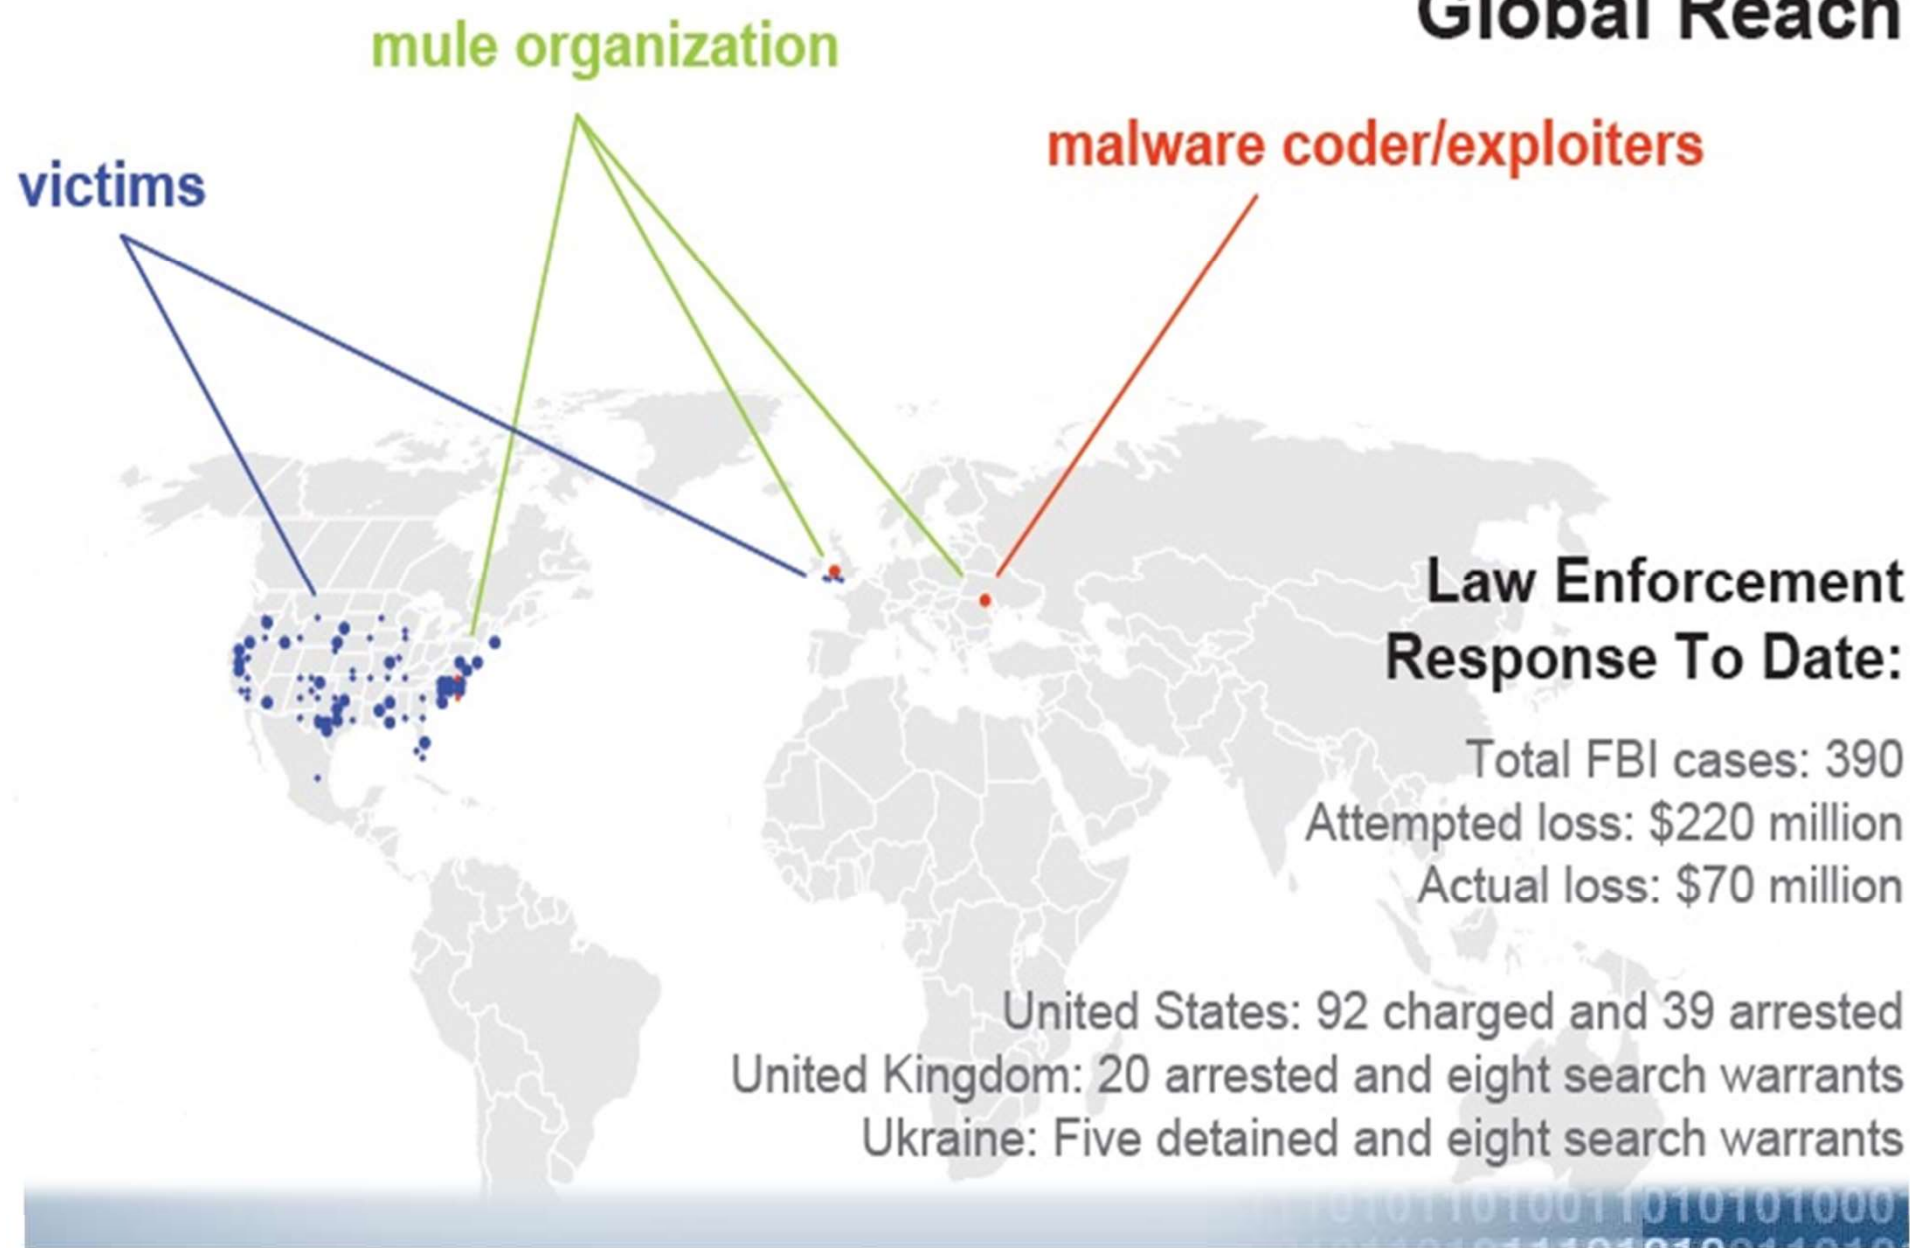 Global Reach
mule organization
malware coder/exploiters
victims
Law Enforcement
Response To Date:
Total FBI cases: 390
Attempted loss: $220 million
Actual loss: $70 million
United States: 92 charged and 39 arrested
United Kingdom: 20 arrested and eight search warrants
Ukraine: Five detained and eight search warrants